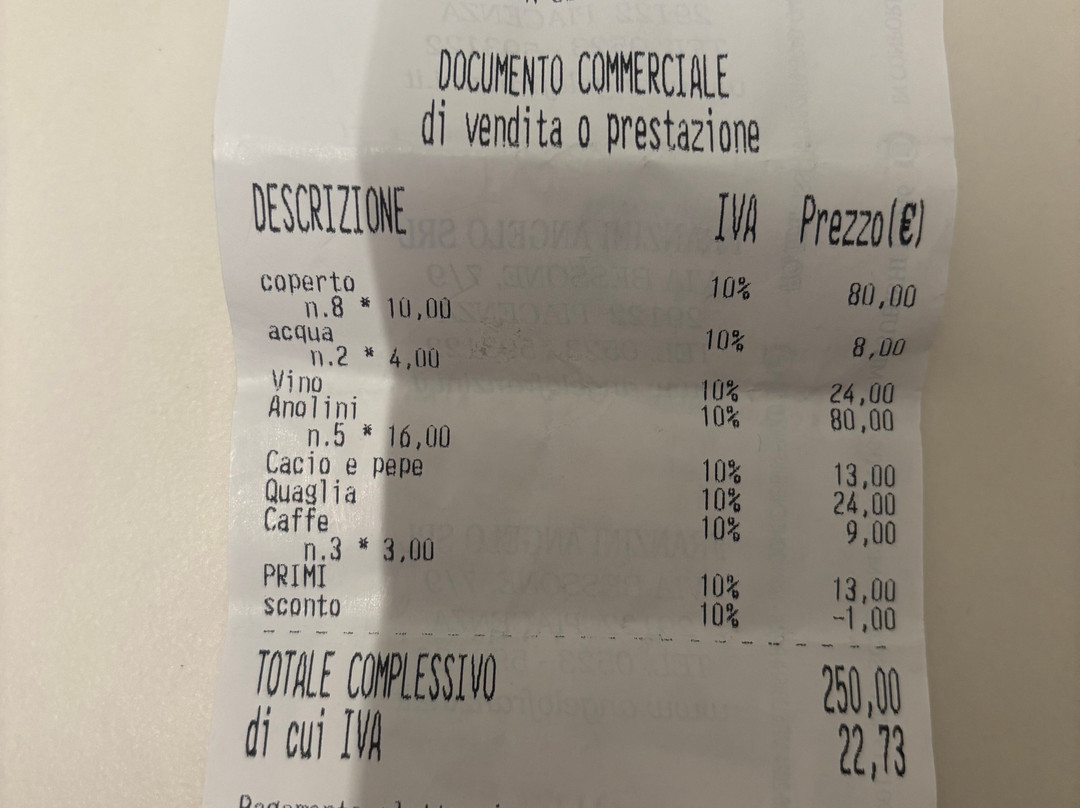 DOCUMENTO COMMERCIALE
di vendita o prestazione
DESCRIZIONE IVA Prezzo(€)
coperto 10% 80,00
n.8 * 10,00
acqua 10% 8,00
n.2 * 4,00
Vino 10% 24,00
Anolini 10% 80,00
n.5 * 16,00
Cacio e pepe 10% 13,00
Quaglia 10% 24,00
Caffe 10% 9,00
n.3 * 3,00
PRIMI 10% 13,00
sconto 10% -1,00
TOTALE COMPLESSIVO 250,00
di cui IVA 22,73